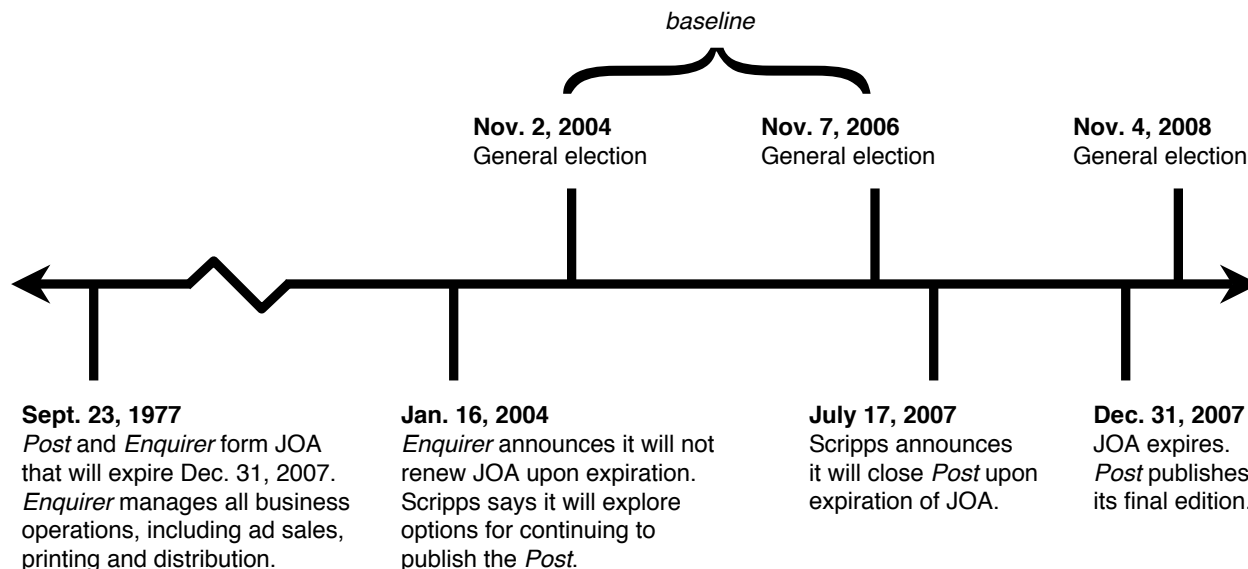 baseline
Nov. 2, 2004
General election
Nov. 7, 2006
General election
Nov. 4, 2008
General election
Sept. 23, 1977
Post and Enquirer form JOA
that will expire Dec. 31, 2007.
Enquirer manages all business
operations, including ad sales,
printing and distribution.
Jan. 16, 2004
Enquirer announces it will not
renew JOA upon expiration.
Scripps says it will explore
options for continuing to
publish the Post.
July 17, 2007
Scripps announces
it will close Post upon
expiration of JOA.
Dec. 31, 2007
JOA expires.
Post publishes
its final edition.